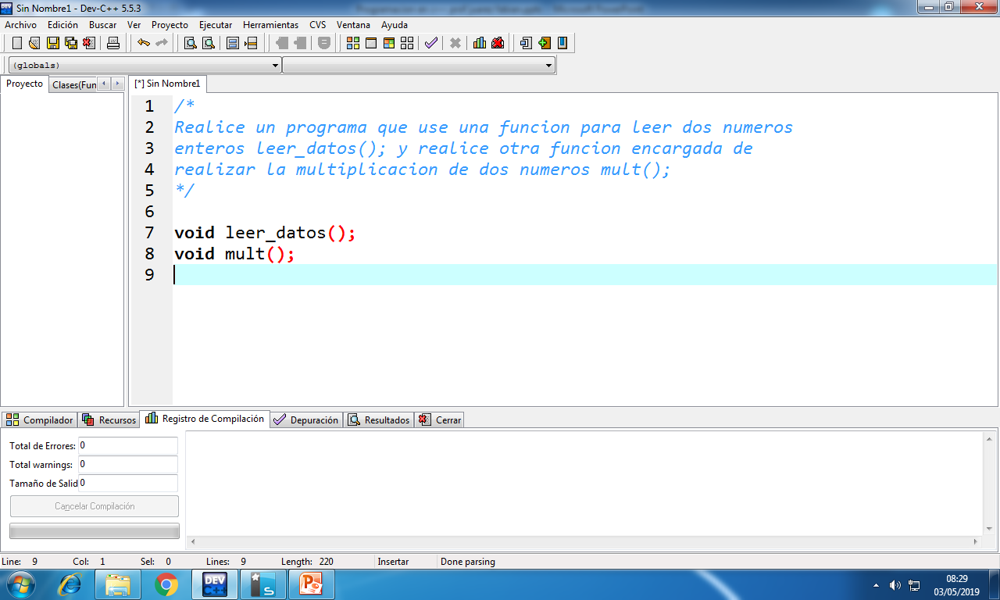 Sin Nombre1 - Dev-C++ 5.5.3
Archivo Edición Buscar Ver Proyecto Ejecutar Herramientas CVS Ventana Ayuda
(globals)
Proyecto Clases(Fun [*] Sin Nombre1
1 /*
2 Realice un programa que use una funcion para leer dos numeros
3 enteros leer_datos(); y realice otra funcion encargada de
4 realizar la multiplicacion de dos numeros mult();
5 */
6
7 void leer_datos();
8 void mult();
9
Compilador Recursos Registro de Compilación Depuración Resultados Cerrar
Total de Errores: 0
Total warnings: 0
Tamaño de Salid 0
Cancelar Compilación
Line: 9 Col: 1 Sel: 0 Lines: 9 Length: 220 Insertar Done parsing
DEV C++ S P
08:29
03/05/2019